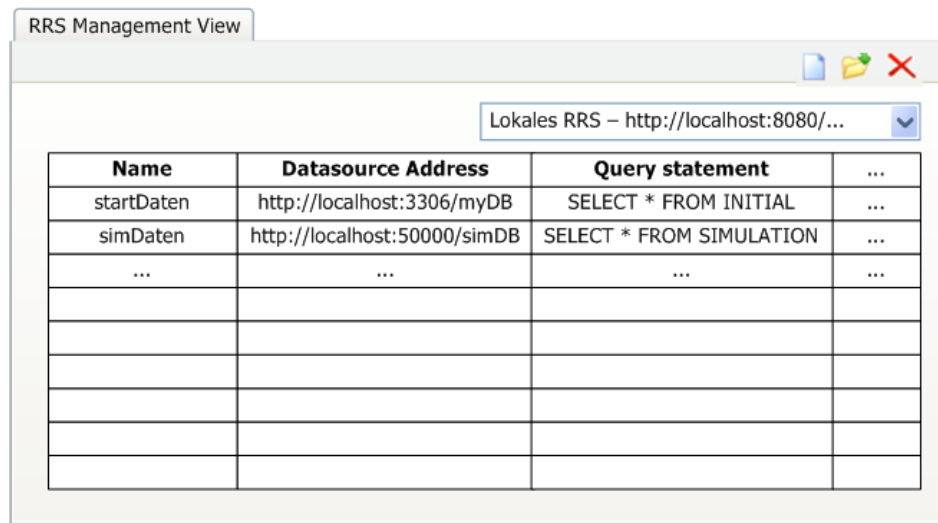 RRS Management View
Lokales RRS – http://localhost:8080/...
Name Datasource Address Query statement ...
startDaten http://localhost:3306/myDB SELECT * FROM INITIAL ...
simDaten http://localhost:50000/simDB SELECT * FROM SIMULATION ...
... ... ... ...